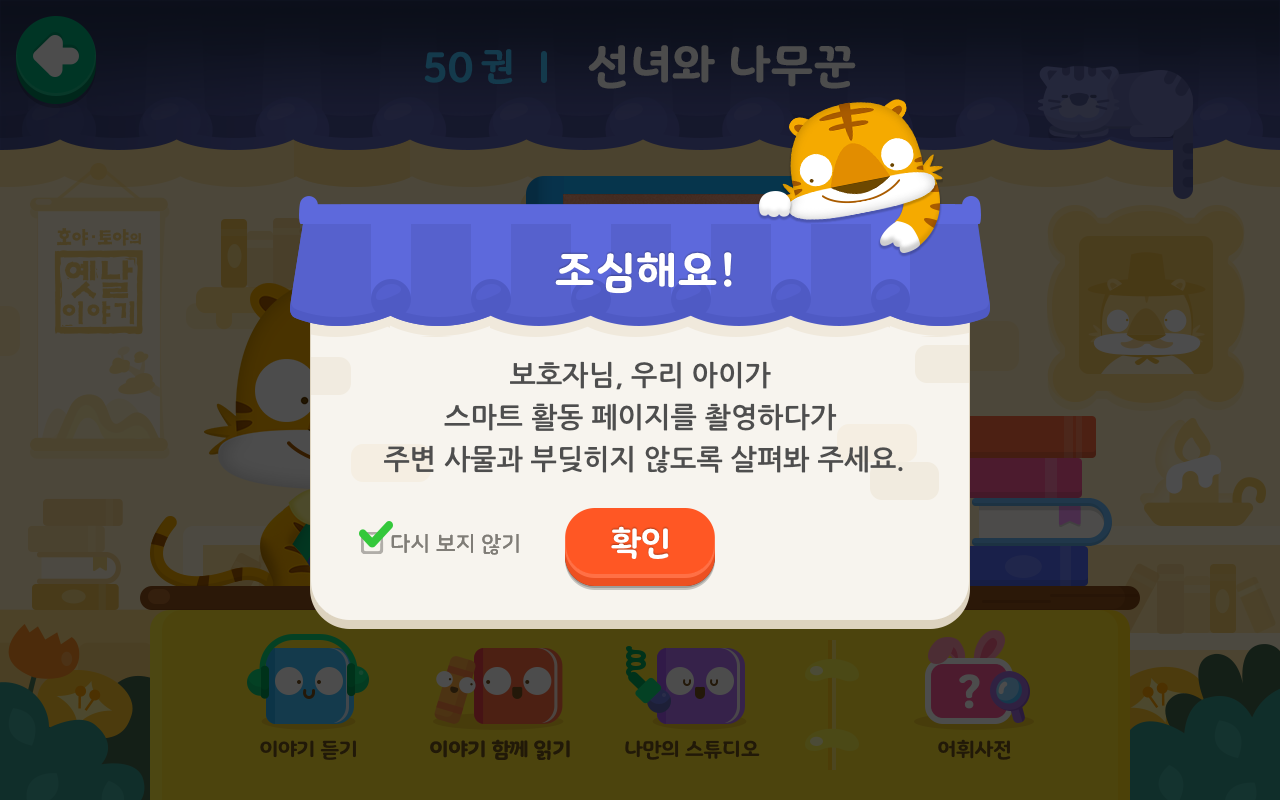 50 권 | 선녀와 나무꾼
호야·토야의
옛날
이야기
조심해요!
보호자님, 우리 아이가
스마트 활동 페이지를 촬영하다가
주변 사물과 부딪히지 않도록 살펴봐 주세요.
다시 보지 않기
확인
?
이야기 듣기
이야기 함께 읽기
나만의 스튜디오
어휘사전